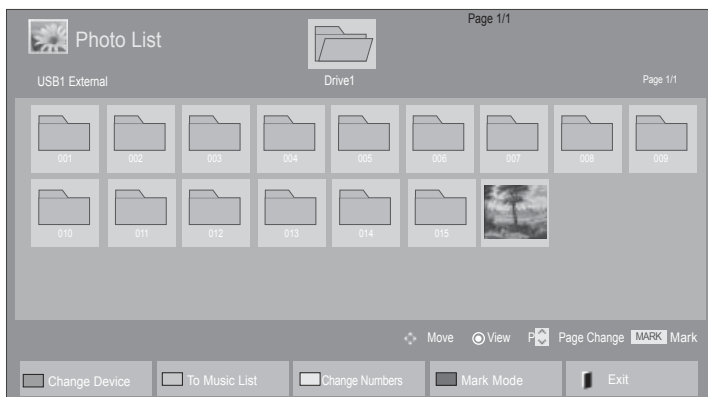 Page 1/1
Photo List
USB1 External Drive1 Page 1/1
001 002 003 004 005 006 007 008 009
010 011 012 013 014 015
Move View P Page Change MARK Mark
Change Device To Music List Change Numbers Mark Mode Exit